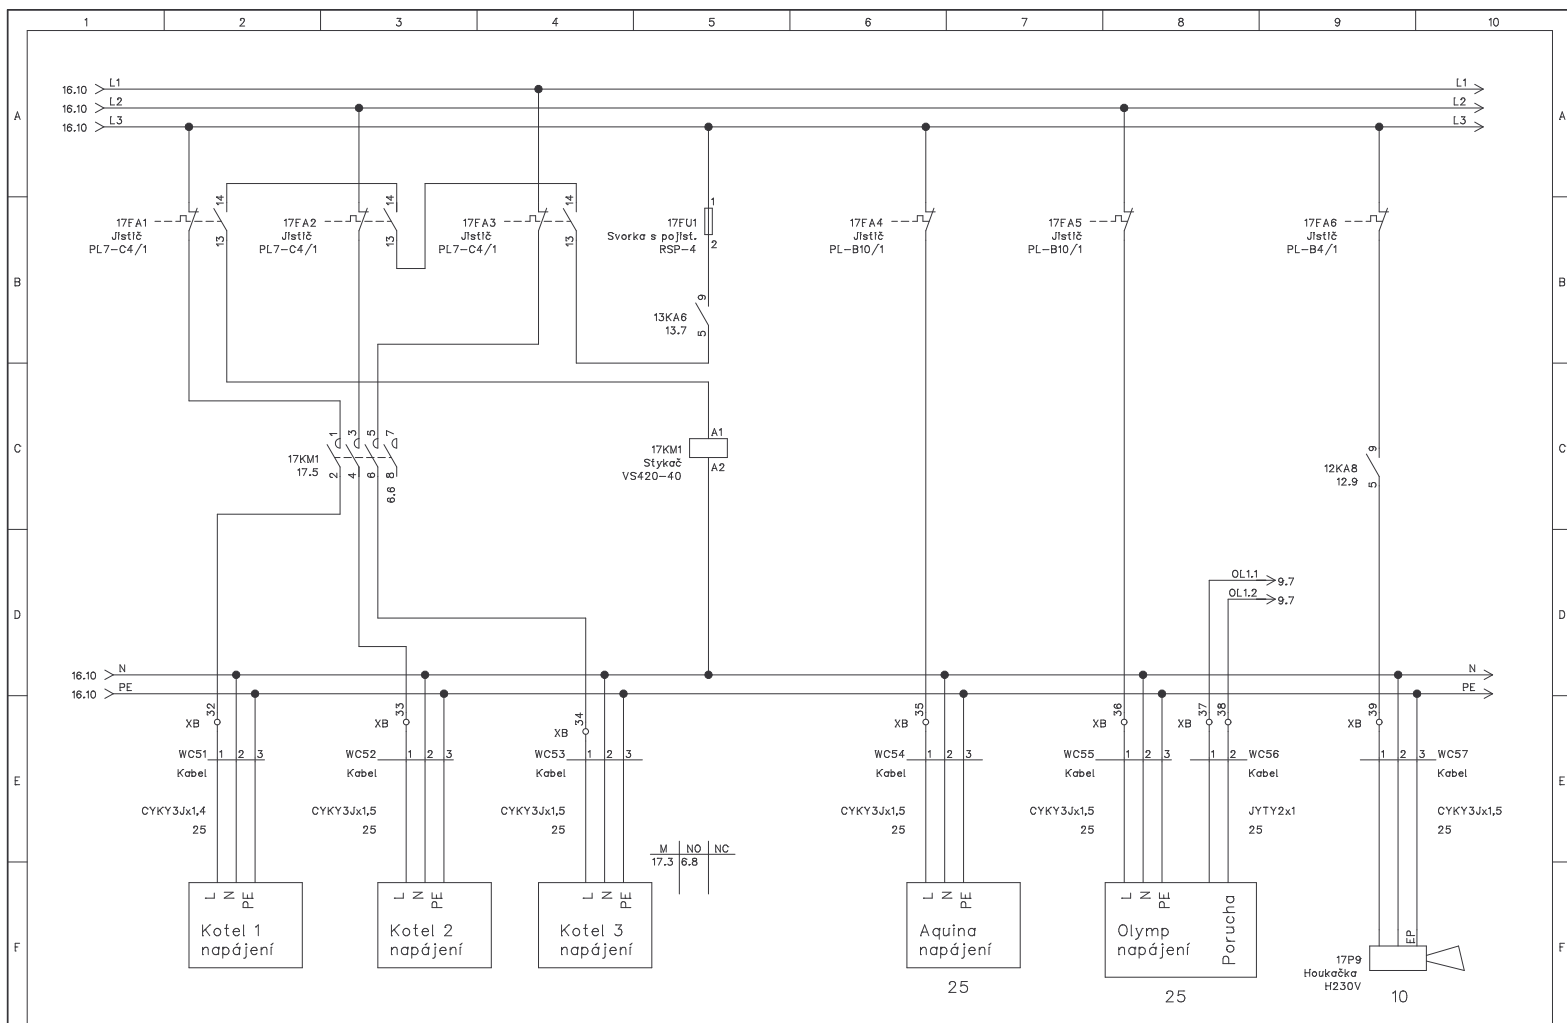 1 2 3 4 5 6 7 8 9 10
A A
B B
C C
D D
E E
F F
16.10 L1 L1
16.10 L2 L2
16.10 L3 L3
17FA1
Jistič
PL7-C4/1
14
13
17FA2
Jistič
PL7-C4/1
14
13
17FA3
Jistič
PL7-C4/1
14
13
17FU1
Svorka s pojist.
RSP-4
1
2
17FA4
Jistič
PL-B10/1
17FA5
Jistič
PL-B10/1
17FA6
Jistič
PL-B4/1
13KA6
13.7
9
5
17KM1
17.5
1 3 5 7
2 4 6 8
6.6
17KM1
Stykač
VS420-40
A1
A2
12KA8
12.9
9
5
OL1.1 9.7
OL1.2 9.7
16.10 N N
16.10 PE PE
XB 32
XB 33
XB 34
XB 35
XB 36
XB 37 38
XB 39
WC51 1 2 3
Kabel
CYKY3Jx1,4
25
WC52 1 2 3
Kabel
CYKY3Jx1,5
25
WC53 1 2 3
Kabel
CYKY3Jx1,5
25
WC54 1 2 3
Kabel
CYKY3Jx1,5
25
WC55 1 2 3
Kabel
CYKY3Jx1,5
25
1 2 WC56
Kabel
JYTY2x1
25
1 2 3 WC57
Kabel
CYKY3Jx1,5
25
M NO NC
17.3 6.8
L N PE
Kotel 1
napájení
L N PE
Kotel 2
napájení
L N PE
Kotel 3
napájení
L N PE
Aquina
napájení
25
L N PE
Olymp
napájení
Porucha
25
EP
17P9
Houkačka
H230V
10